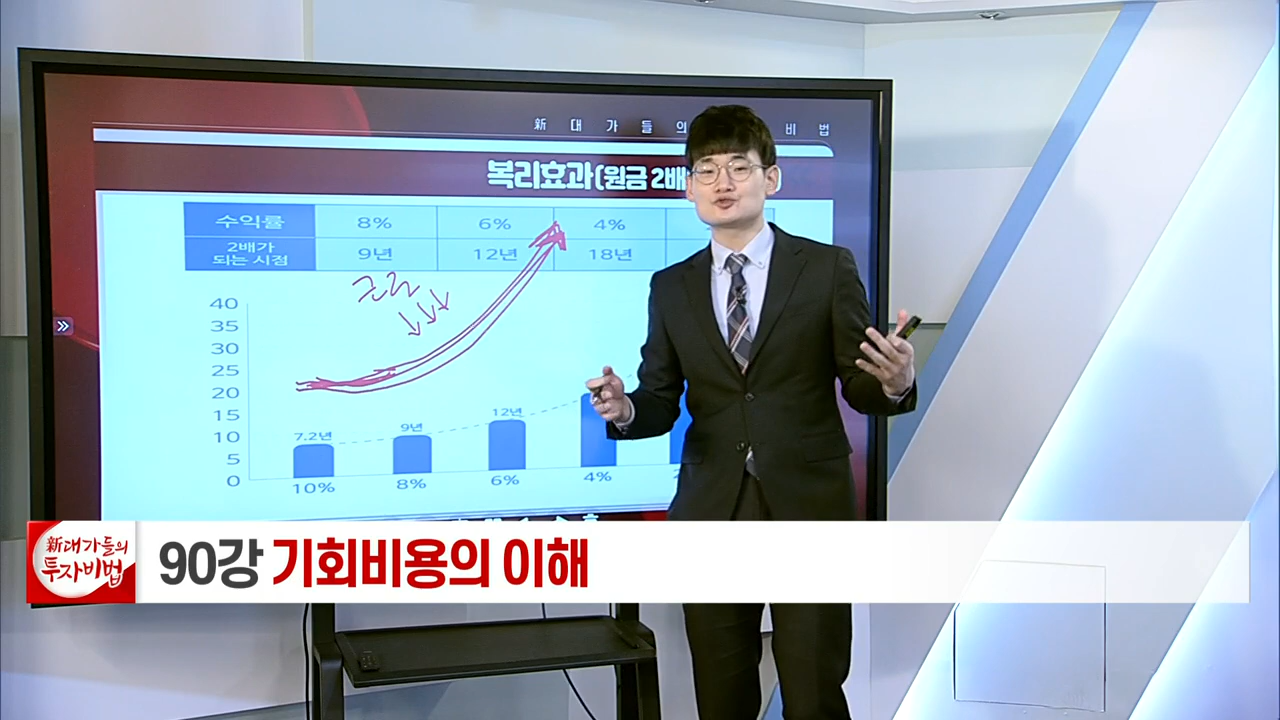 新 대 가 들 의
비 법
복리효과 (원금 2배
수익률 8% 6% 4%
2배가
되는 시점 9년 12년 18년
복리
40
35
30
25
20
15
10
5
0
7.2년 9년 12년
10% 8% 6% 4%
新대가들의
투자비법
90강 기회비용의 이해